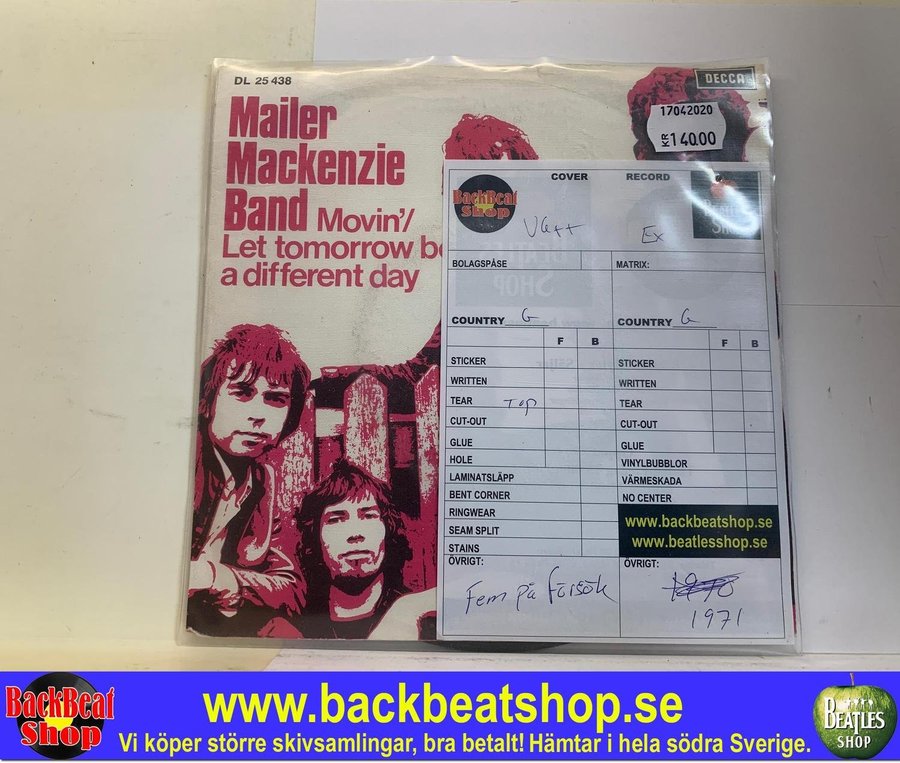 DL 25 438
DECCA
Mailer
Mackenzie
Band Movin'/
Let tomorrow be
a different day
17042020
KR 140.00
BackBeat
Shop
COVER
RECORD
VG++
Ex
BOLAGSPÅSE
MATRIX:
COUNTRY G
COUNTRY G
F B
F B
STICKER
WRITTEN
TEAR Top
CUT-OUT
GLUE
HOLE
LAMINATSLÄPP
BENT CORNER
RINGWEAR
SEAM SPLIT
STAINS
STICKER
WRITTEN
TEAR
CUT-OUT
GLUE
VINYLBUBBLOR
VÄRMESKADA
NO CENTER
www.backbeatshop.se
www.beatlesshop.se
ÖVRIGT:
Fem på försök
ÖVRIGT:
1970
1971
BackBeat
Shop
www.backbeatshop.se
Vi köper större skivsamlingar, bra betalt! Hämtar i hela södra Sverige.
BEATLES
SHOP